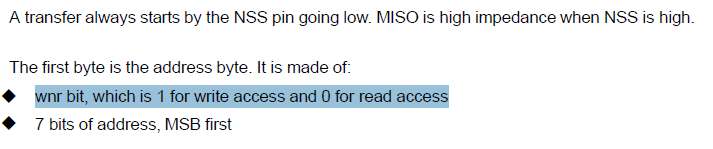 A transfer always starts by the NSS pin going low. MISO is high impedance when NSS is high.
The first byte is the address byte. It is made of:
◆ wnr bit, which is 1 for write access and 0 for read access
◆ 7 bits of address, MSB first